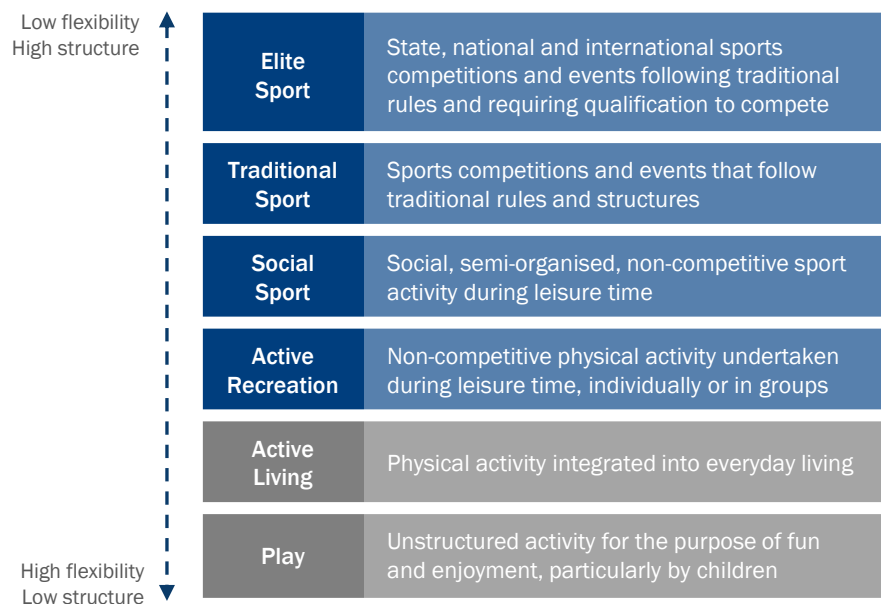 Low flexibility
High structure
Elite
Sport
State, national and international sports
competitions and events following traditional
rules and requiring qualification to compete
Traditional
Sport
Sports competitions and events that follow
traditional rules and structures
Social
Sport
Social, semi-organised, non-competitive sport
activity during leisure time
Active
Recreation
Non-competitive physical activity undertaken
during leisure time, individually or in groups
Active
Living
Physical activity integrated into everyday living
Play
Unstructured activity for the purpose of fun
and enjoyment, particularly by children
High flexibility
Low structure